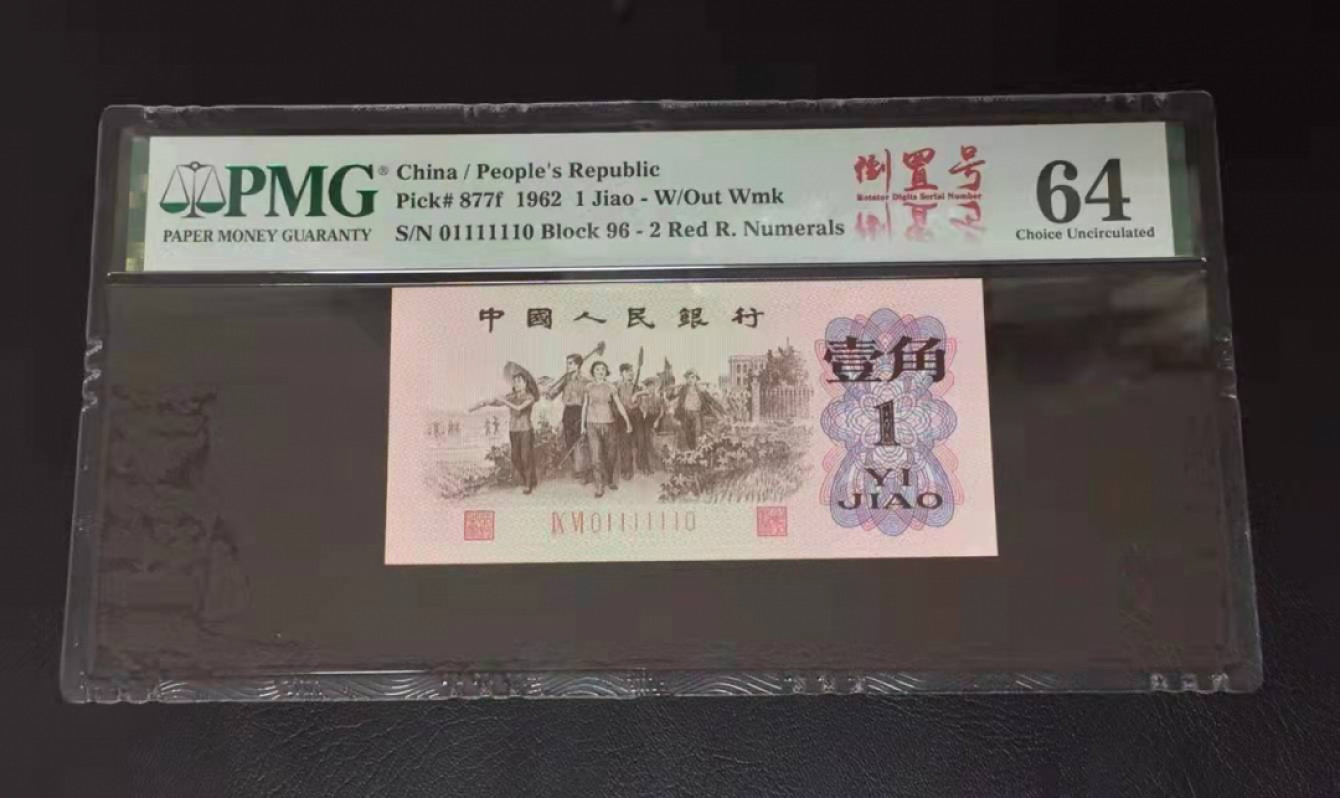 PMG®
PAPER MONEY GUARANTY
China / People's Republic
Pick# 877f 1962 1 Jiao - W/Out Wmk
S/N 01111110 Block 96 - 2 Red R. Numerals
倒置号
Rotator Digits Serial Number
64
Choice Uncirculated
中國人民銀行
壹角
1
YI
JIAO
IX VI 01111110